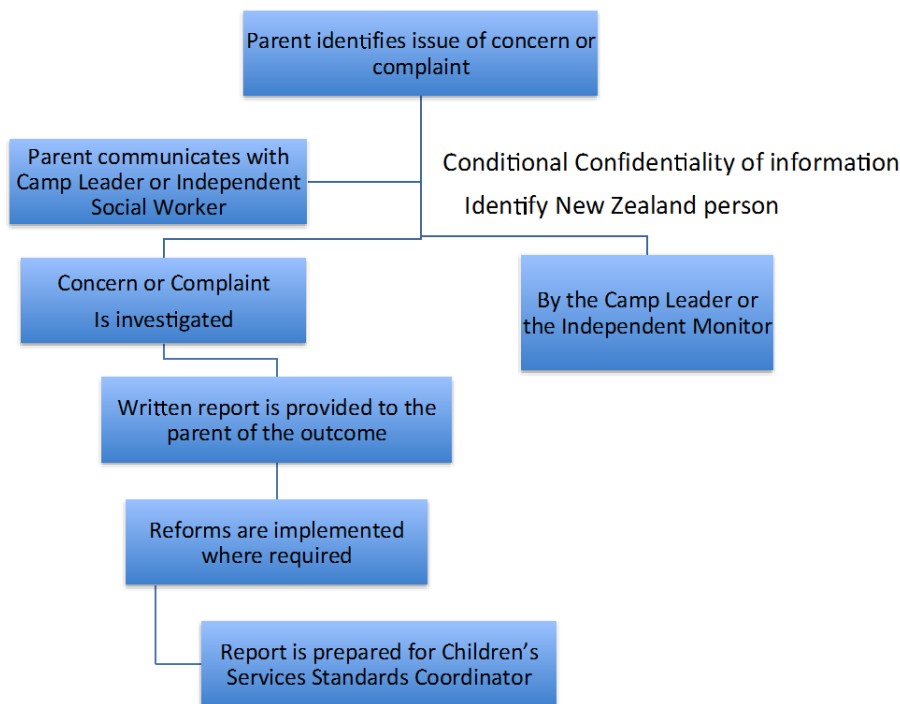 Parent identifies issue of concern or
complaint
Parent communicates with
Camp Leader or Independent
Social Worker
Conditional Confidentiality of information
Identify New Zealand person
Concern or Complaint
Is investigated
By the Camp Leader or
the Independent Monitor
Written report is provided to the
parent of the outcome
Reforms are implemented
where required
Report is prepared for Children’s
Services Standards Coordinator